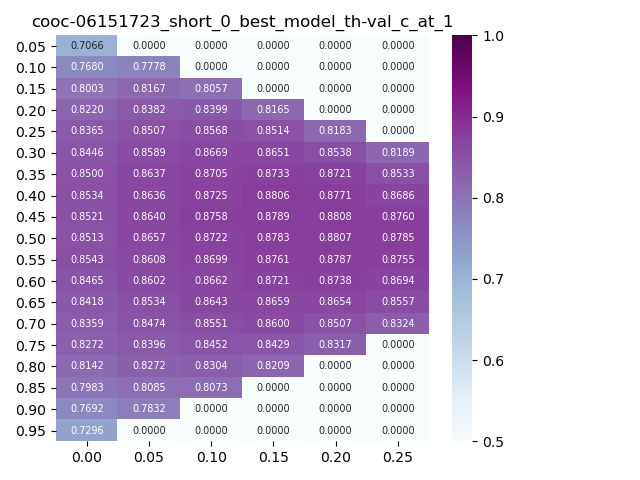 cooc-06151723_short_0_best_model_th-val_c_at_1
0.05 0.7066 0.0000 0.0000 0.0000 0.0000 0.0000
0.10 0.7680 0.7778 0.0000 0.0000 0.0000 0.0000
0.15 0.8003 0.8167 0.8057 0.0000 0.0000 0.0000
0.20 0.8220 0.8382 0.8399 0.8165 0.0000 0.0000
0.25 0.8365 0.8507 0.8568 0.8514 0.8183 0.0000
0.30 0.8446 0.8589 0.8669 0.8651 0.8538 0.8189
0.35 0.8500 0.8637 0.8705 0.8733 0.8721 0.8533
0.40 0.8534 0.8636 0.8725 0.8806 0.8771 0.8686
0.45 0.8521 0.8640 0.8758 0.8789 0.8808 0.8760
0.50 0.8513 0.8657 0.8722 0.8783 0.8807 0.8785
0.55 0.8543 0.8608 0.8699 0.8761 0.8787 0.8755
0.60 0.8465 0.8602 0.8662 0.8721 0.8738 0.8694
0.65 0.8418 0.8534 0.8643 0.8659 0.8654 0.8557
0.70 0.8359 0.8474 0.8551 0.8600 0.8507 0.8324
0.75 0.8272 0.8396 0.8452 0.8429 0.8317 0.0000
0.80 0.8142 0.8272 0.8304 0.8209 0.0000 0.0000
0.85 0.7983 0.8085 0.8073 0.0000 0.0000 0.0000
0.90 0.7692 0.7832 0.0000 0.0000 0.0000 0.0000
0.95 0.7296 0.0000 0.0000 0.0000 0.0000 0.0000
0.00 0.05 0.10 0.15 0.20 0.25
1.0
0.9
0.8
0.7
0.6
0.5